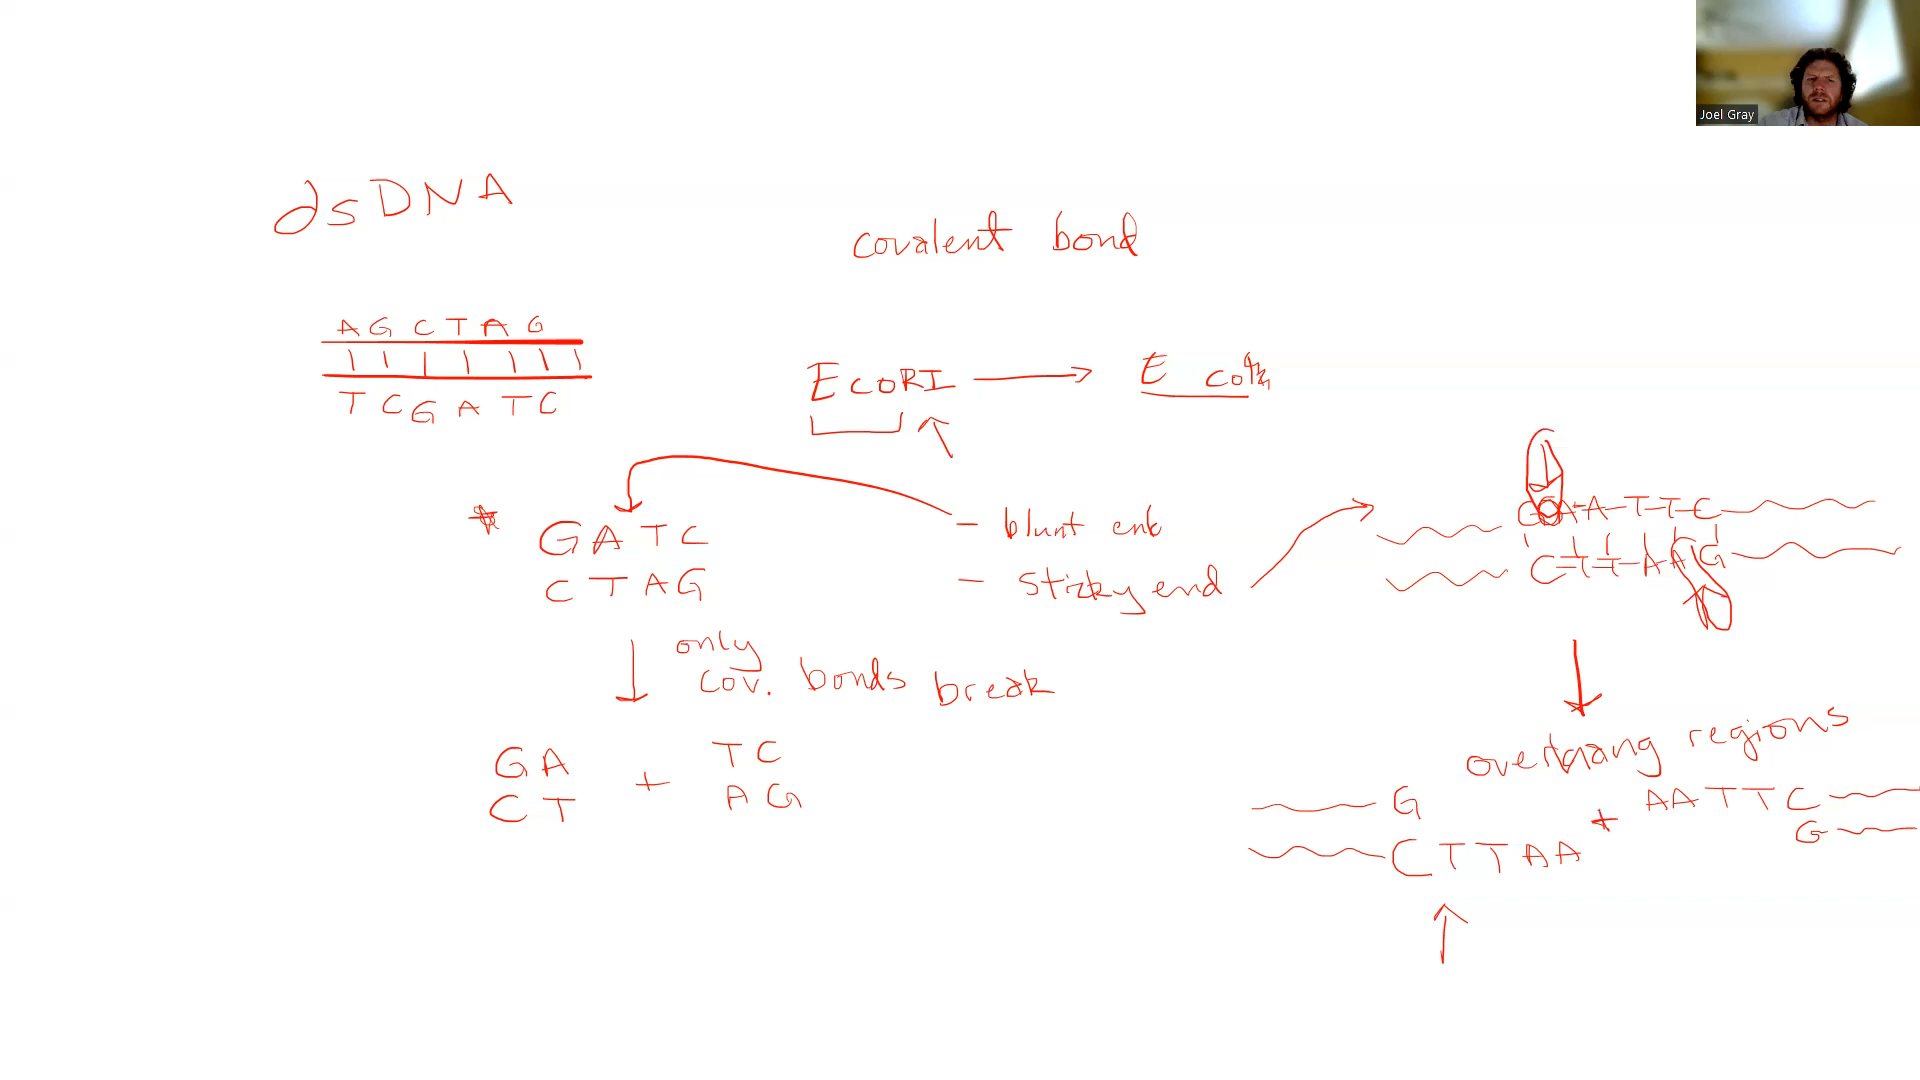 Joel Gray
dsDNA
covalent bond
AGCTAG
TCGATC
EcoRI → E coli
GATC
CTAG
- blunt end
- sticky end
G-A-A-T-T-C
C-T-T-A-A-G
only
cov. bonds break
GA + TC
CT AG
overhang regions
G + AATTC
CTTAA G